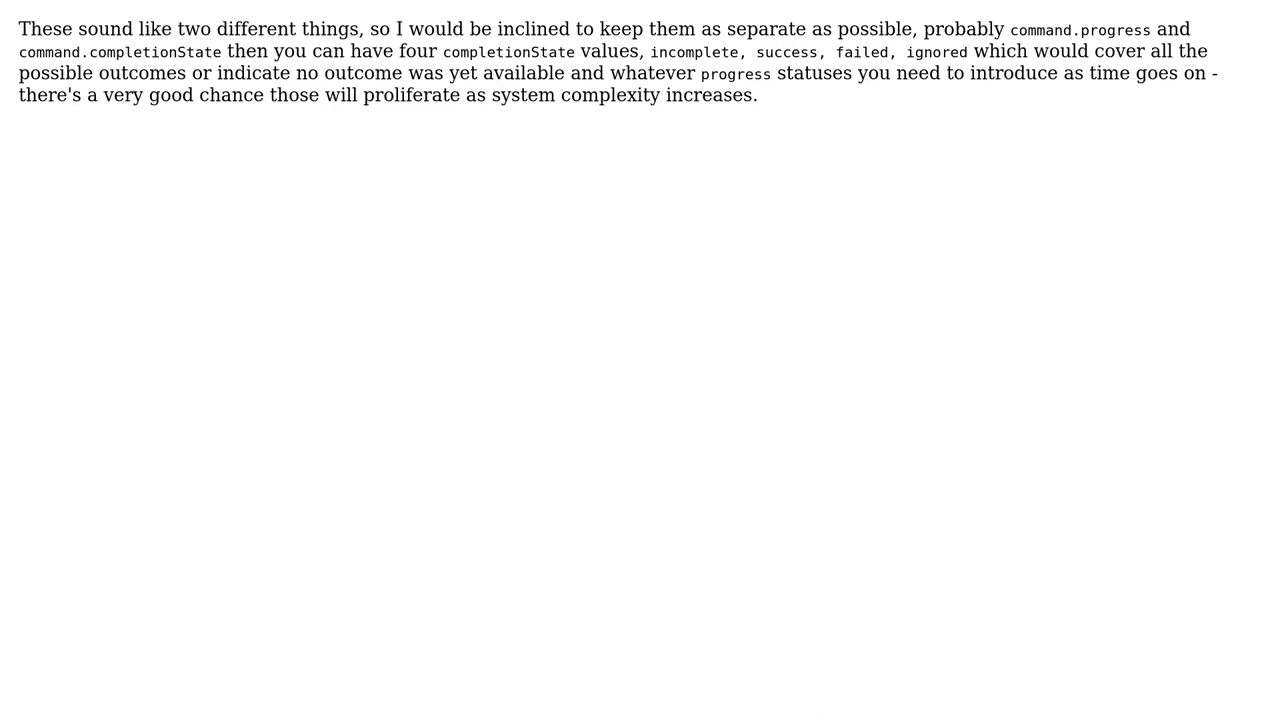 These sound like two different things, so I would be inclined to keep them as separate as possible, probably command.progress and
command.completionState then you can have four completionState values, incomplete, success, failed, ignored which would cover all the
possible outcomes or indicate no outcome was yet available and whatever progress statuses you need to introduce as time goes on -
there's a very good chance those will proliferate as system complexity increases.